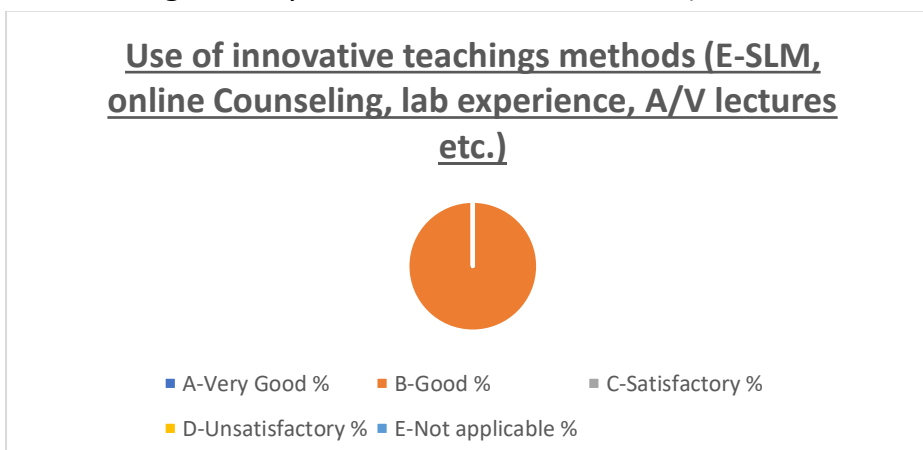 Use of innovative teachings methods (E-SLM,
online Counseling, lab experience, A/V lectures
etc.)
A-Very Good %
B-Good %
C-Satisfactory %
D-Unsatisfactory %
E-Not applicable %